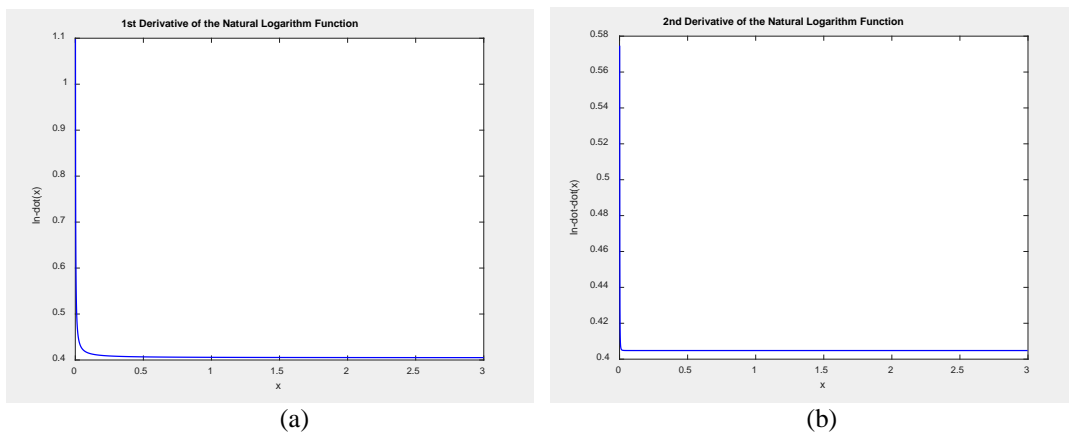 1st Derivative of the Natural Logarithm Function
1.1
1
0.9
0.8
0.7
0.6
0.5
0.4
ln-dot(x)
0 0.5 1 1.5 2 2.5 3
x
(a)
2nd Derivative of the Natural Logarithm Function
0.58
0.56
0.54
0.52
0.5
0.48
0.46
0.44
0.42
0.4
ln-dot-dot(x)
0 0.5 1 1.5 2 2.5 3
x
(b)